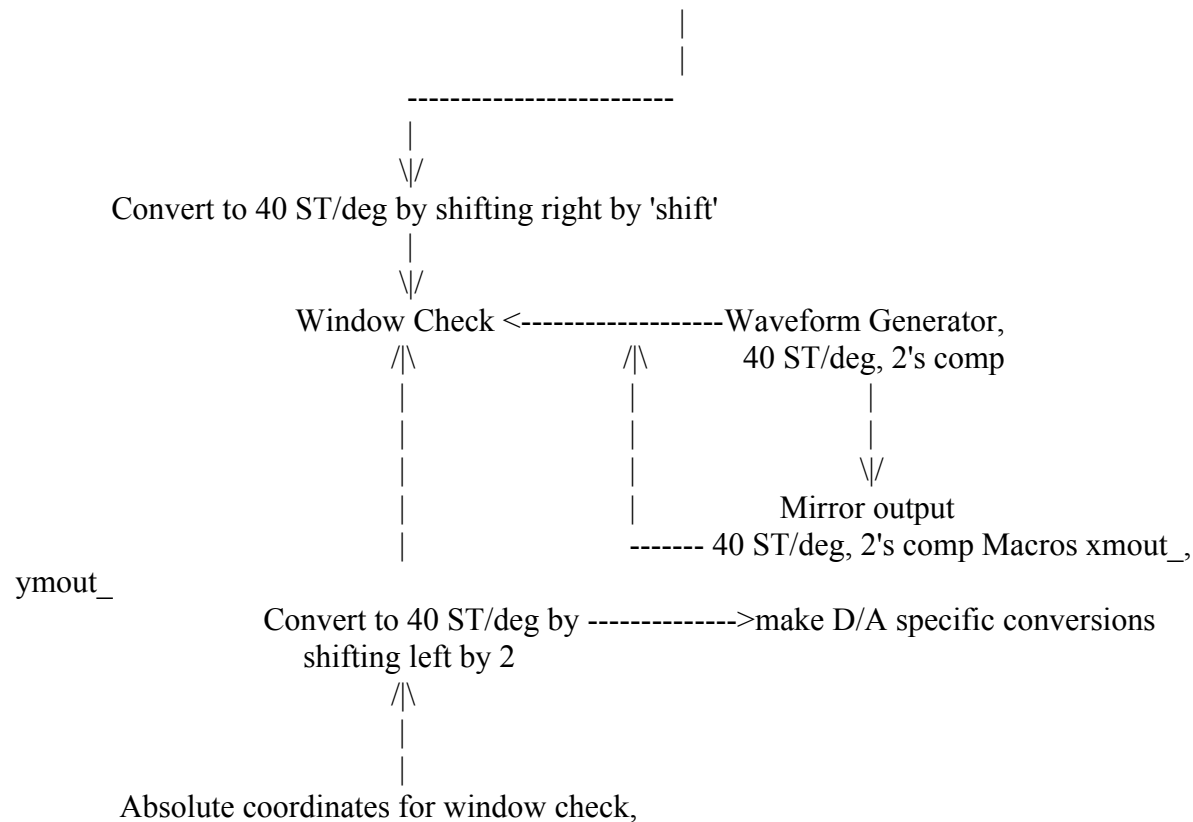 Convert to 40 ST/deg by shifting right by 'shift'
Window Check <-------------------Waveform Generator,
40 ST/deg, 2's comp
Mirror output
------- 40 ST/deg, 2's comp Macros xmout_,
ymout_
Convert to 40 ST/deg by -------------->make D/A specific conversions
shifting left by 2
Absolute coordinates for window check,